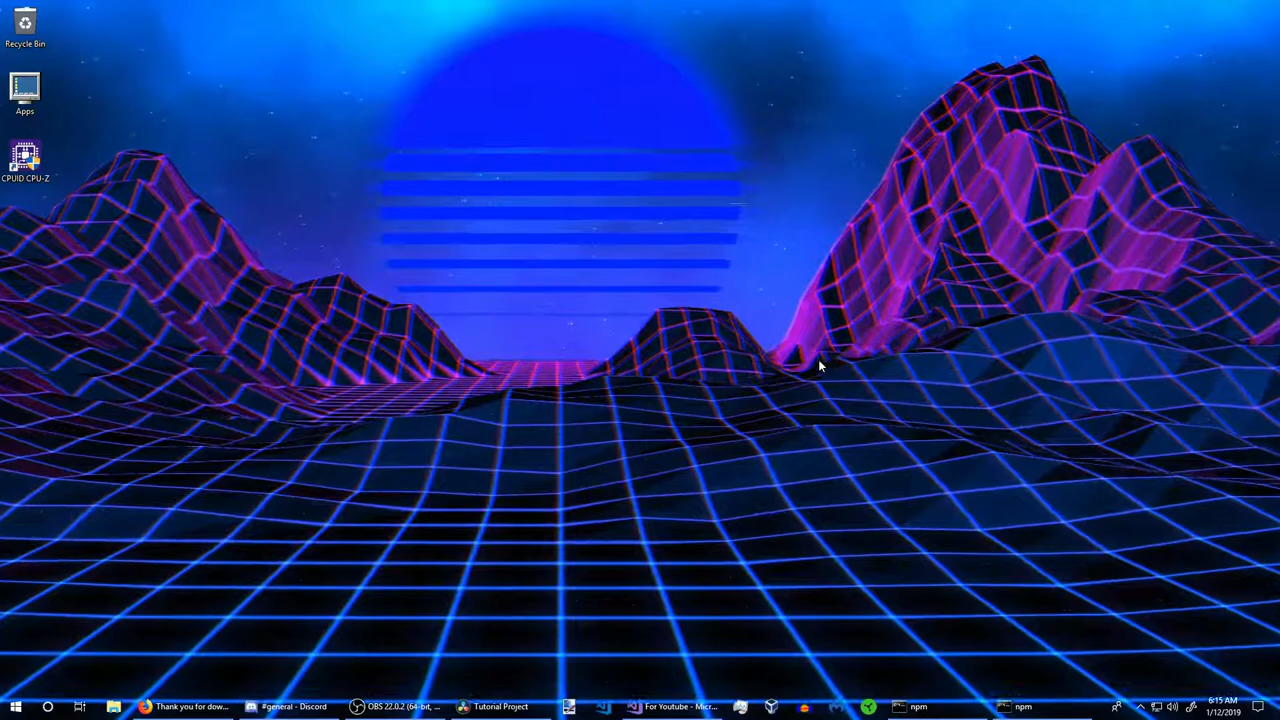 Recycle Bin
Apps
CPUID CPU-Z
Thank you for dow...
#general - Discord
OBS 22.0.2 (64-bit, ...
Tutorial Project
For Youtube - Micr...
npm
npm
6:15 AM
1/12/2019